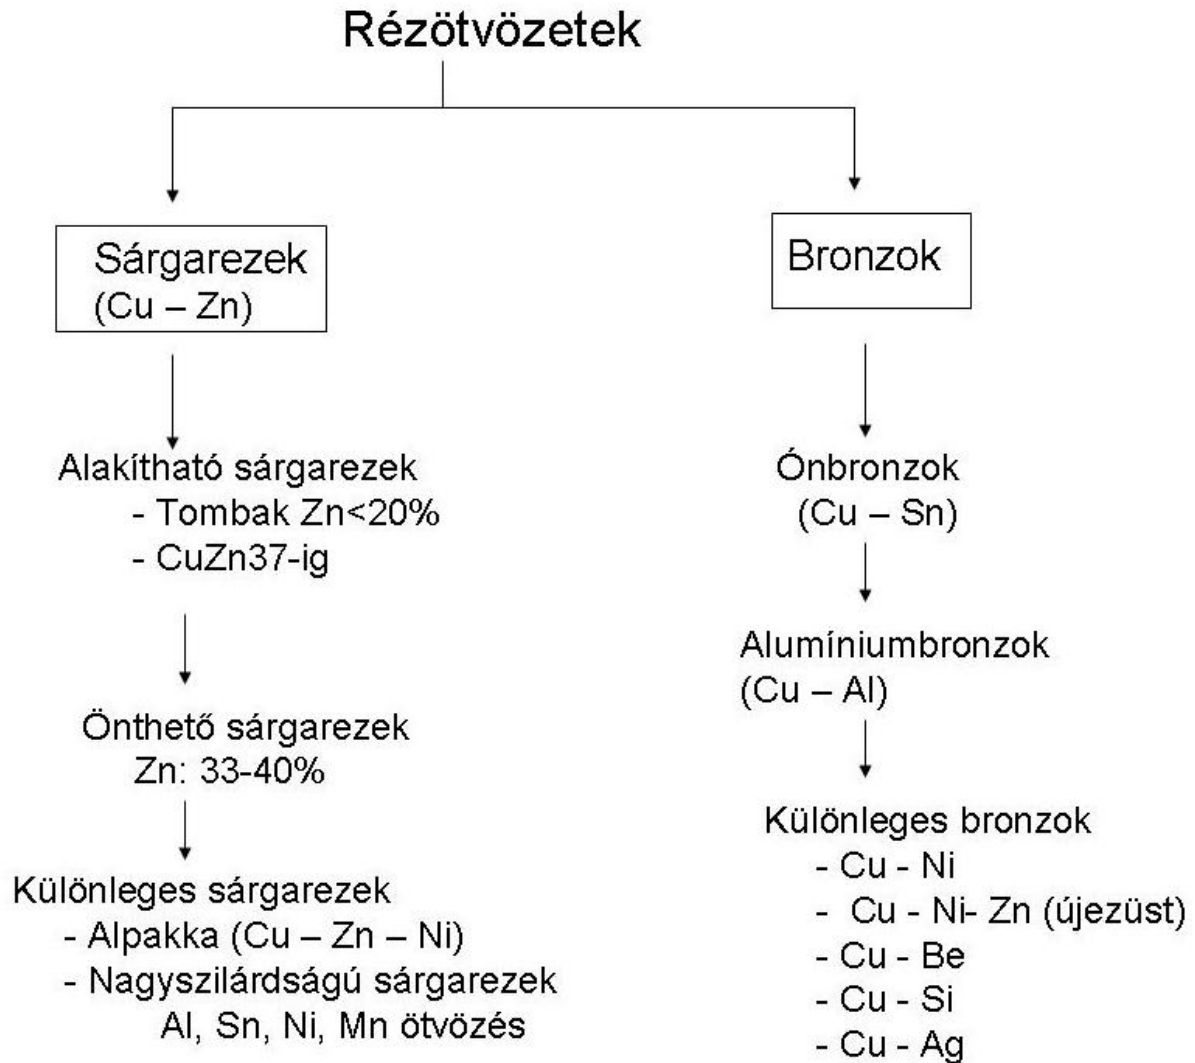 Rézötvözetek
Sárgarezek
(Cu – Zn)
Alakítható sárgarezek
- Tombak Zn<20%
- CuZn37-ig
Önthető sárgarezek
Zn: 33-40%
Különleges sárgarezek
- Alpakka (Cu – Zn – Ni)
- Nagyszilárdságú sárgarezek
Al, Sn, Ni, Mn ötvözés
Bronzok
Ónbronzok
(Cu – Sn)
Alumíniumbronzok
(Cu – Al)
Különleges bronzok
- Cu - Ni
- Cu - Ni- Zn (újezüst)
- Cu - Be
- Cu - Si
- Cu - Ag